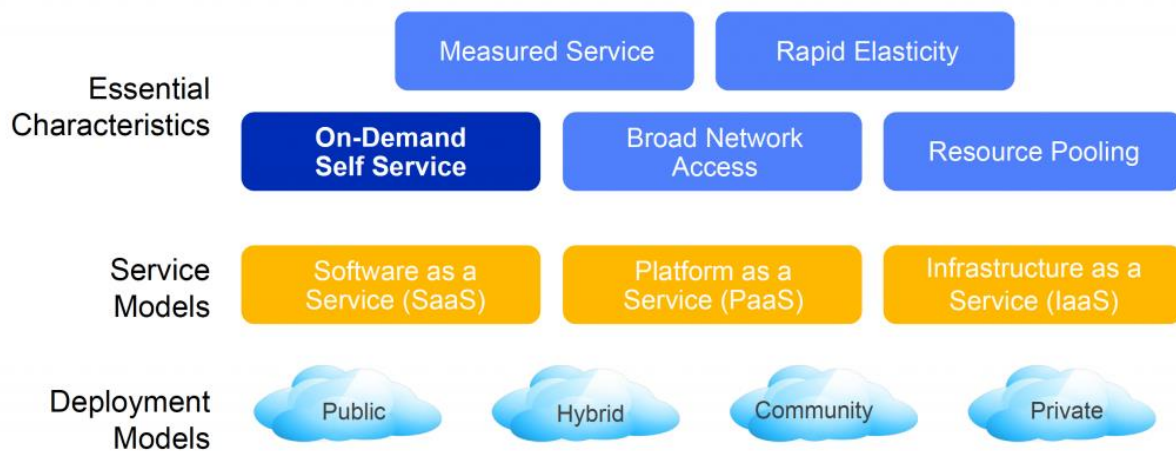 Measured Service
Rapid Elasticity
Essential
Characteristics
On-Demand
Self Service
Broad Network
Access
Resource Pooling
Service
Models
Software as a
Service (SaaS)
Platform as a
Service (PaaS)
Infrastructure as a
Service (IaaS)
Deployment
Models
Public
Hybrid
Community
Private